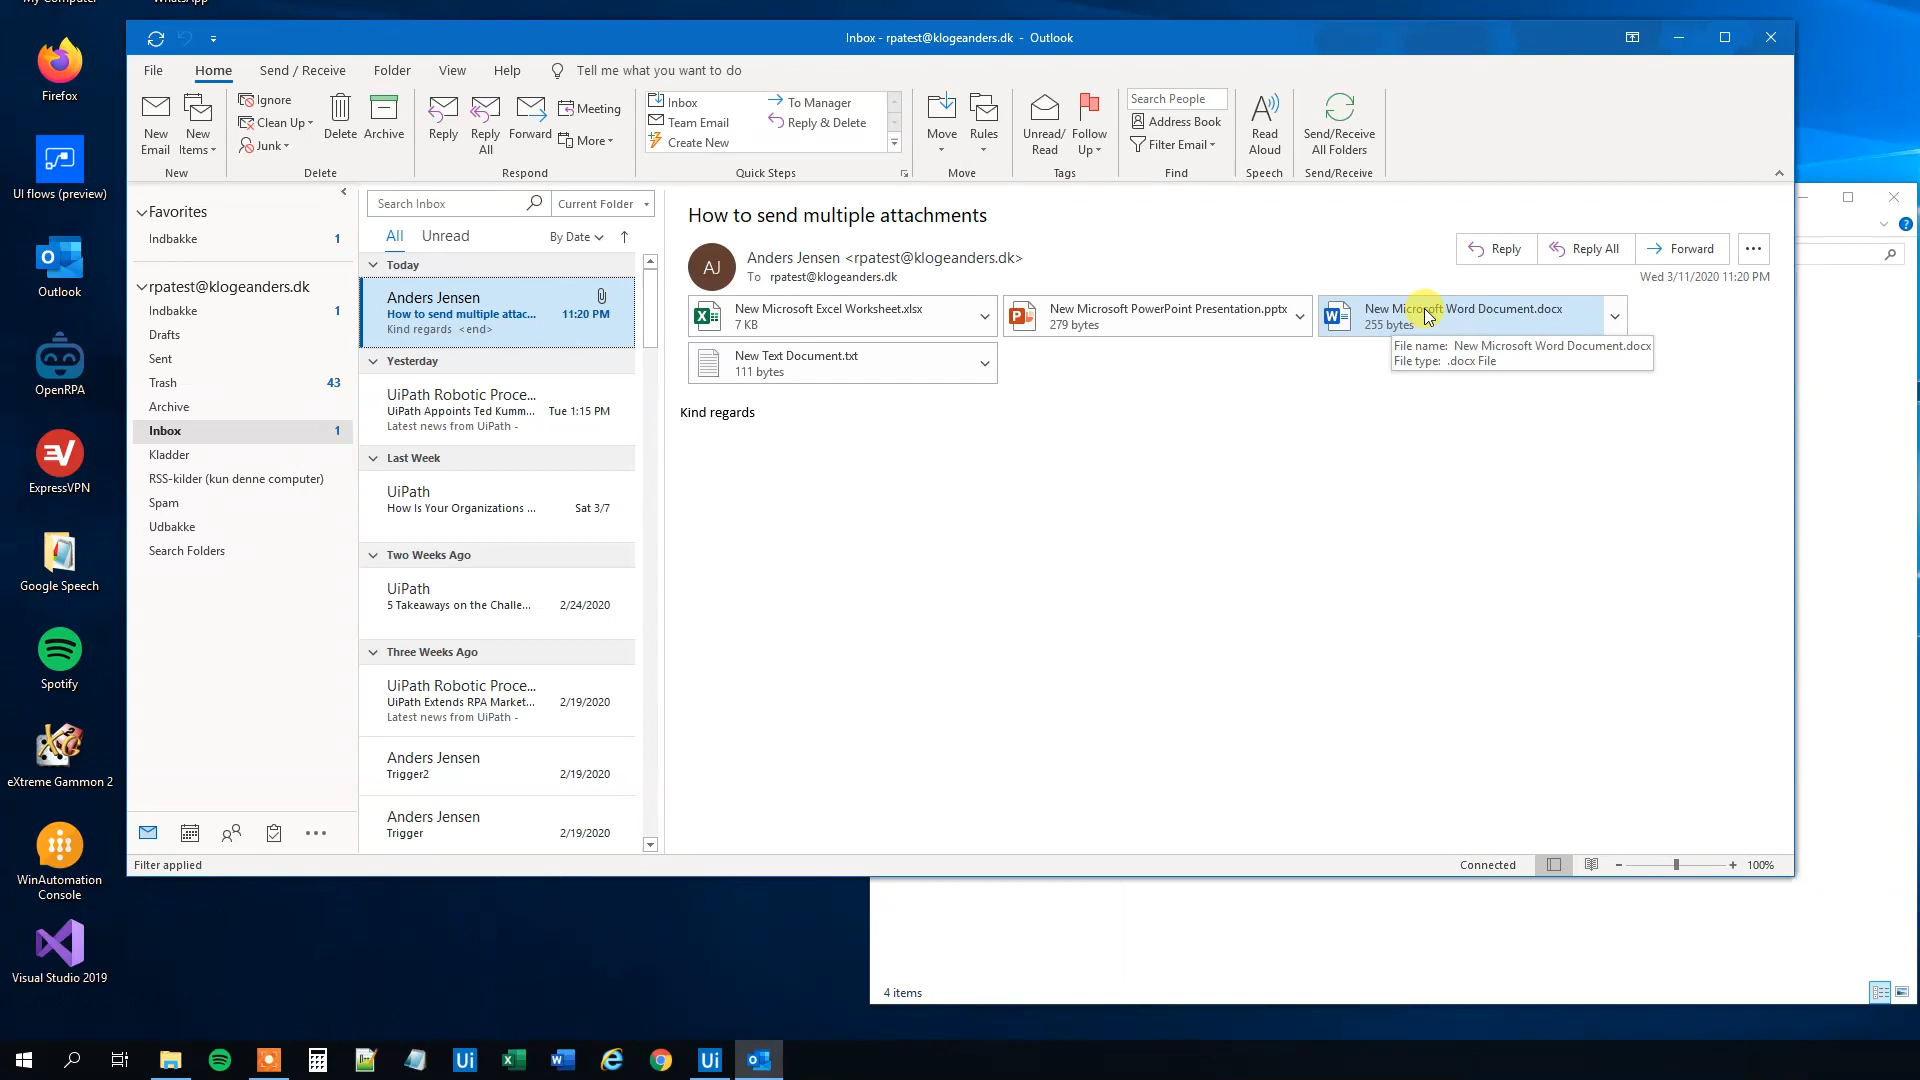 My Computer
WhatsApp
Firefox
UI flows (preview)
Outlook
OpenRPA
ExpressVPN
Google Speech
Spotify
eXtreme Gammon 2
WinAutomation
Console
Visual Studio 2019
Inbox - rpatest@klogeanders.dk - Outlook
File
Home
Send / Receive
Folder
View
Help
Tell me what you want to do
New
Email
New
Items
New
Ignore
Clean Up
Junk
Delete
Archive
Delete
Reply
Reply
All
Forward
Meeting
More
Respond
Inbox
Team Email
Create New
To Manager
Reply & Delete
Quick Steps
Move
Rules
Move
Unread/
Read
Follow
Up
Tags
Search People
Address Book
Filter Email
Find
Read
Aloud
Speech
Send/Receive
All Folders
Send/Receive
Favorites
Indbakke 1
rpatest@klogeanders.dk
Indbakke 1
Drafts
Sent
Trash 43
Archive
Inbox 1
Kladder
RSS-kilder (kun denne computer)
Spam
Udbakke
Search Folders
Search Inbox
Current Folder
All
Unread
By Date
Today
Anders Jensen
How to send multiple attac... 11:20 PM
Kind regards <end>
Yesterday
UiPath Robotic Proce...
UiPath Appoints Ted Kumm... Tue 1:15 PM
Latest news from UiPath -
Last Week
UiPath
How Is Your Organizations ... Sat 3/7
Two Weeks Ago
UiPath
5 Takeaways on the Challe... 2/24/2020
Three Weeks Ago
UiPath Robotic Proce...
UiPath Extends RPA Market... 2/19/2020
Latest news from UiPath -
Anders Jensen
Trigger2 2/19/2020
Anders Jensen
Trigger 2/19/2020
How to send multiple attachments
AJ
Anders Jensen <rpatest@klogeanders.dk>
To rpatest@klogeanders.dk
Reply
Reply All
Forward
Wed 3/11/2020 11:20 PM
New Microsoft Excel Worksheet.xlsx
7 KB
New Microsoft PowerPoint Presentation.pptx
279 bytes
New Microsoft Word Document.docx
255 bytes
File name: New Microsoft Word Document.docx
File type: .docx File
New Text Document.txt
111 bytes
Kind regards
Filter applied
Connected
100%
4 items